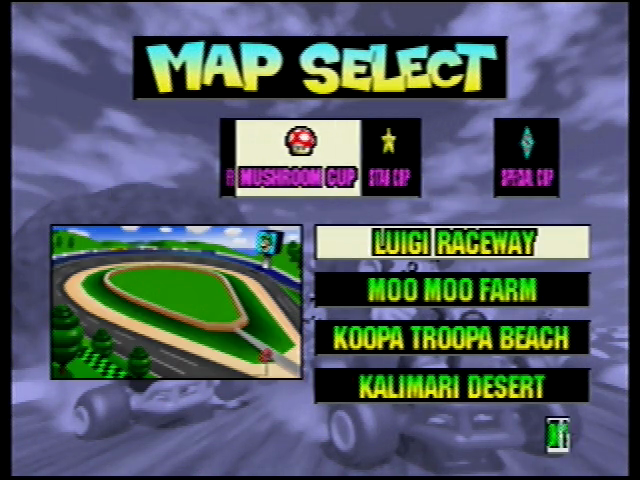 MAP SELECT
MUSHROOM CUP
STAR CUP
SPECIAL CUP
LUIGI RACEWAY
MOO MOO FARM
KOOPA TROOPA BEACH
KALIMARI DESERT